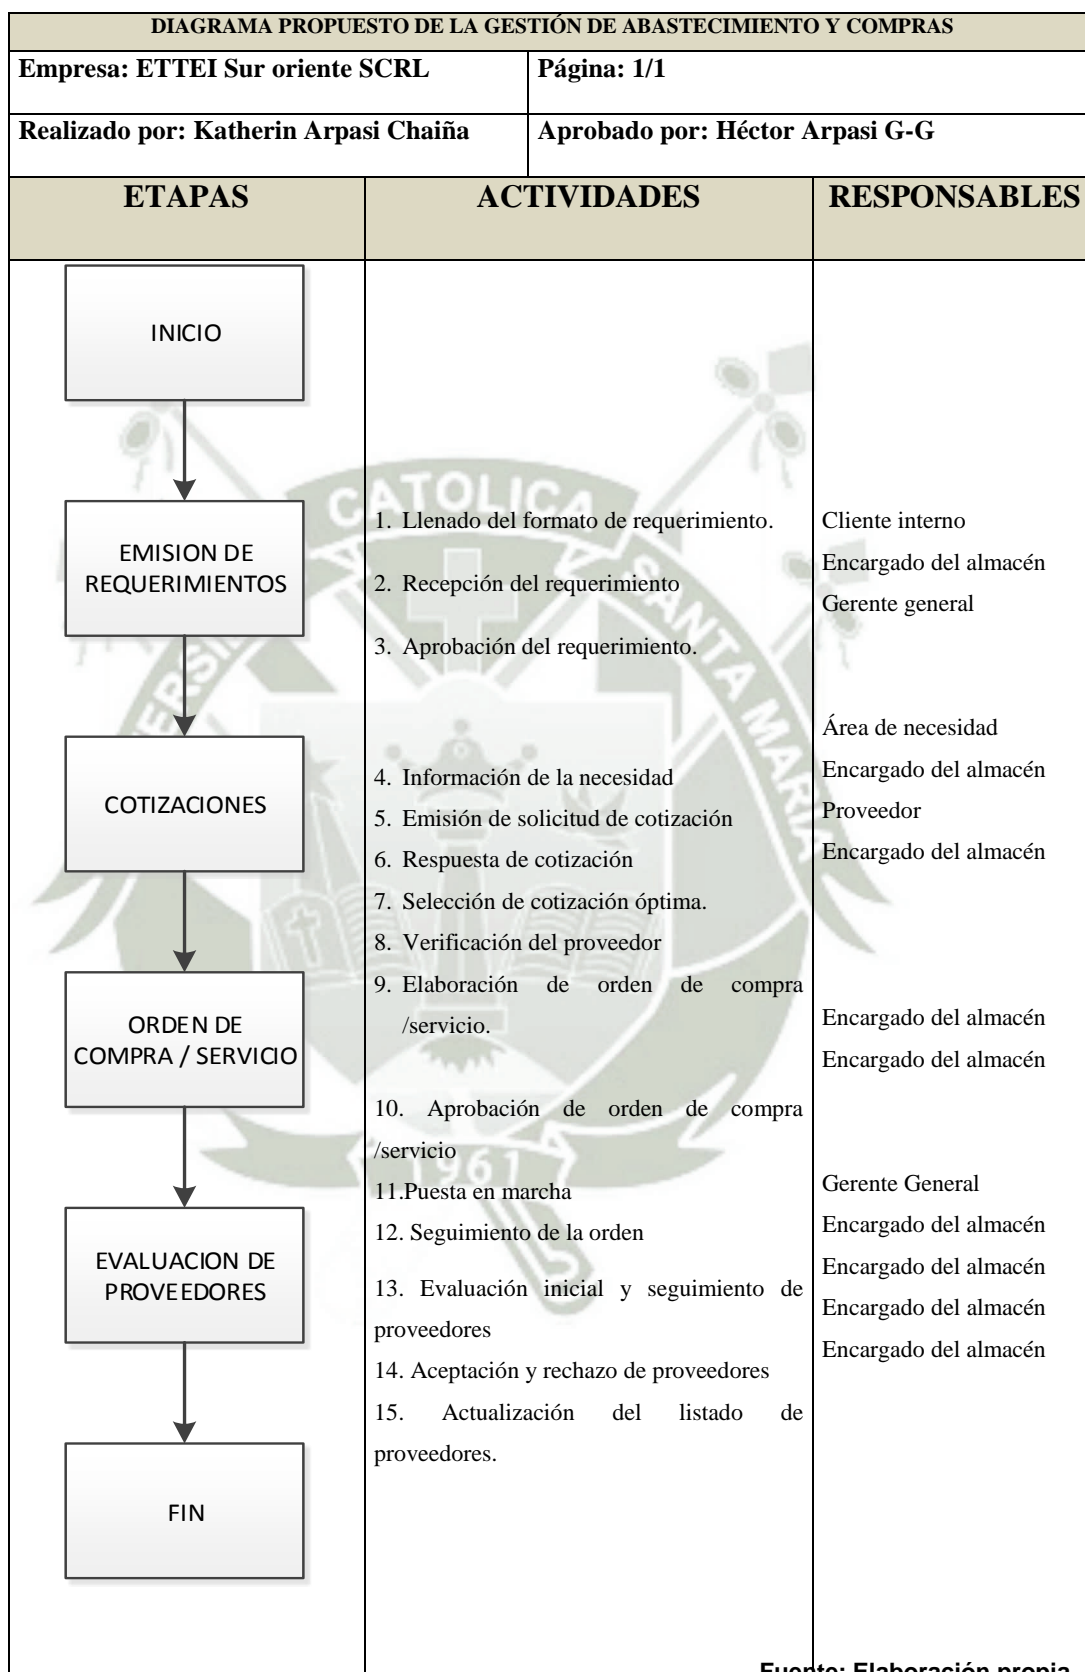 DIAGRAMA PROPUESTO DE LA GESTIÓN DE ABASTECIMIENTO Y COMPRAS
Empresa: ETTEI Sur oriente SCRL
Página: 1/1
Realizado por: Katherin Arpasi Chaiña
Aprobado por: Héctor Arpasi G-G
ETAPAS
ACTIVIDADES
RESPONSABLES
INICIO
EMISION DE
REQUERIMIENTOS
COTIZACIONES
ORDEN DE
COMPRA / SERVICIO
EVALUACION DE
PROVEEDORES
FIN
1. Llenado del formato de requerimiento.
2. Recepción del requerimiento
3. Aprobación del requerimiento.
4. Información de la necesidad
5. Emisión de solicitud de cotización
6. Respuesta de cotización
7. Selección de cotización óptima.
8. Verificación del proveedor
9. Elaboración de orden de compra
/servicio.
10. Aprobación de orden de compra
/servicio
11.Puesta en marcha
12. Seguimiento de la orden
13. Evaluación inicial y seguimiento de
proveedores
14. Aceptación y rechazo de proveedores
15. Actualización del listado de
proveedores.
Cliente interno
Encargado del almacén
Gerente general
Área de necesidad
Encargado del almacén
Proveedor
Encargado del almacén
Encargado del almacén
Encargado del almacén
Gerente General
Encargado del almacén
Encargado del almacén
Encargado del almacén
Encargado del almacén
CATOLICA
SANTA MARIA
1961
Fuente: Elaboración propia